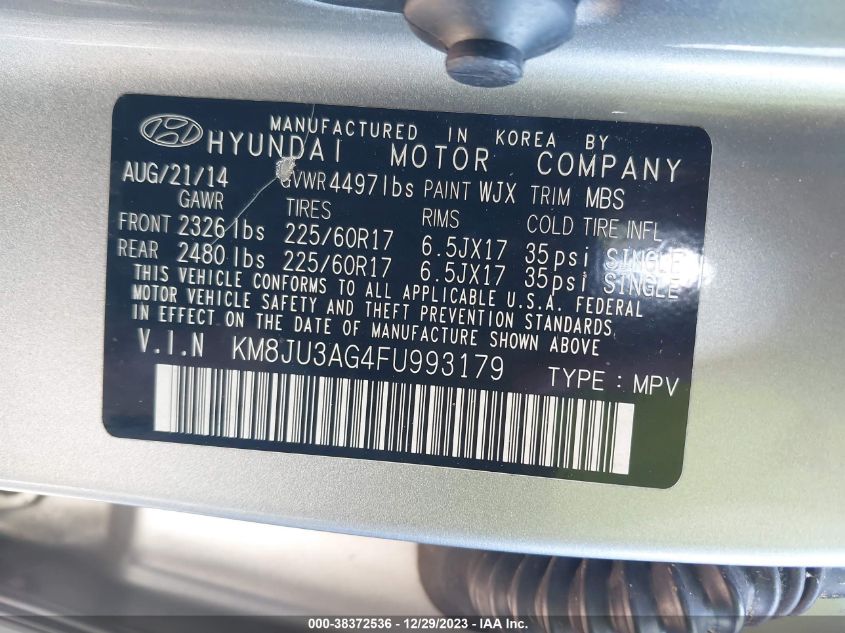 MANUFACTURED IN KOREA BY
HYUNDAI MOTOR COMPANY
AUG/21/14 GVWR 4497lbs PAINT WJX TRIM MBS
GAWR TIRES RIMS COLD TIRE INFL
FRONT 2326lbs 225/60R17 6.5JX17 35psi SINGLE
REAR 2480lbs 225/60R17 6.5JX17 35psi SINGLE
THIS VEHICLE CONFORMS TO ALL APPLICABLE U.S.A. FEDERAL
MOTOR VEHICLE SAFETY AND THEFT PREVENTION STANDARDS
IN EFFECT ON THE DATE OF MANUFACTURE SHOWN ABOVE
V.I.N KM8JU3AG4FU993179 TYPE : MPV
000-38372536 - 12/29/2023 - IAA Inc.